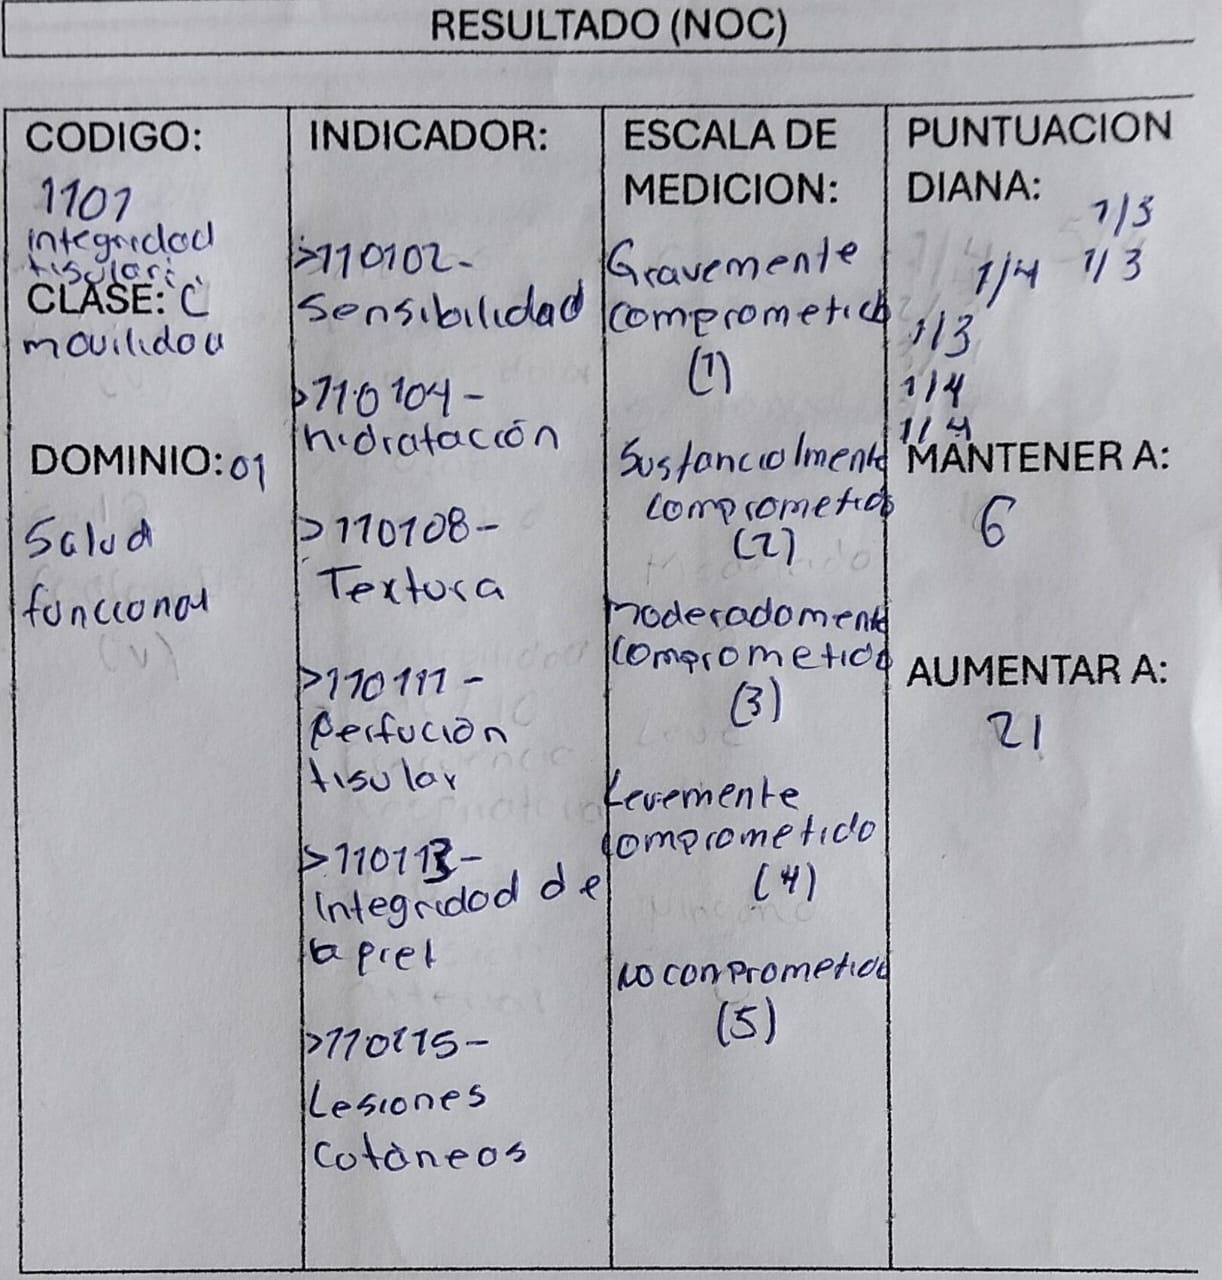 RESULTADO (NOC)
CODIGO:
1101
integridad
tisular:
CLASE: C
movilidad
DOMINIO: 01
Salud
funcional
INDICADOR:
>110102-
Sensibilidad
>110104-
hidratación
>110108-
Textura
>110111-
Perfución
tisular
>110113-
Integridad de
la piel
>110115-
Lesiones
Cotáneas
ESCALA DE
MEDICION:
Gravemente
comprometido
(1)
Sustancialmente
comprometido
(2)
moderadamente
comprometido
(3)
Levemente
comprometido
(4)
No conprometido
(5)
PUNTUACION
DIANA:
1/3
1/4 1/3
1/3
1/4
1/4
MANTENER A:
6
AUMENTAR A:
21